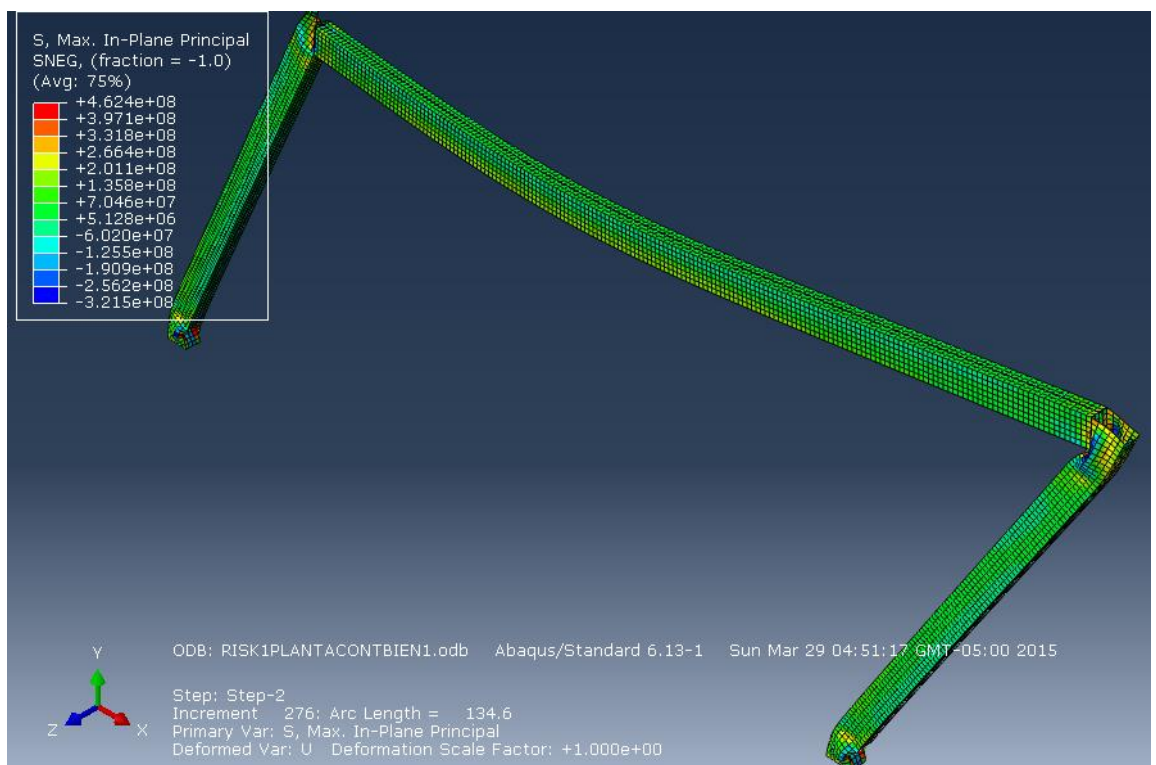 S, Max. In-Plane Principal
SNEG, (fraction = -1.0)
(Avg: 75%)
+4.624e+08
+3.971e+08
+3.318e+08
+2.664e+08
+2.011e+08
+1.358e+08
+7.046e+07
+5.128e+06
-6.020e+07
-1.255e+08
-1.909e+08
-2.562e+08
-3.215e+08
Y
Z X
ODB: RISK1PLANTACONTBIEN1.odb Abaqus/Standard 6.13-1 Sun Mar 29 04:51:17 GMT-05:00 2015
Step: Step-2
Increment 276: Arc Length = 134.6
Primary Var: S, Max. In-Plane Principal
Deformed Var: U Deformation Scale Factor: +1.000e+00